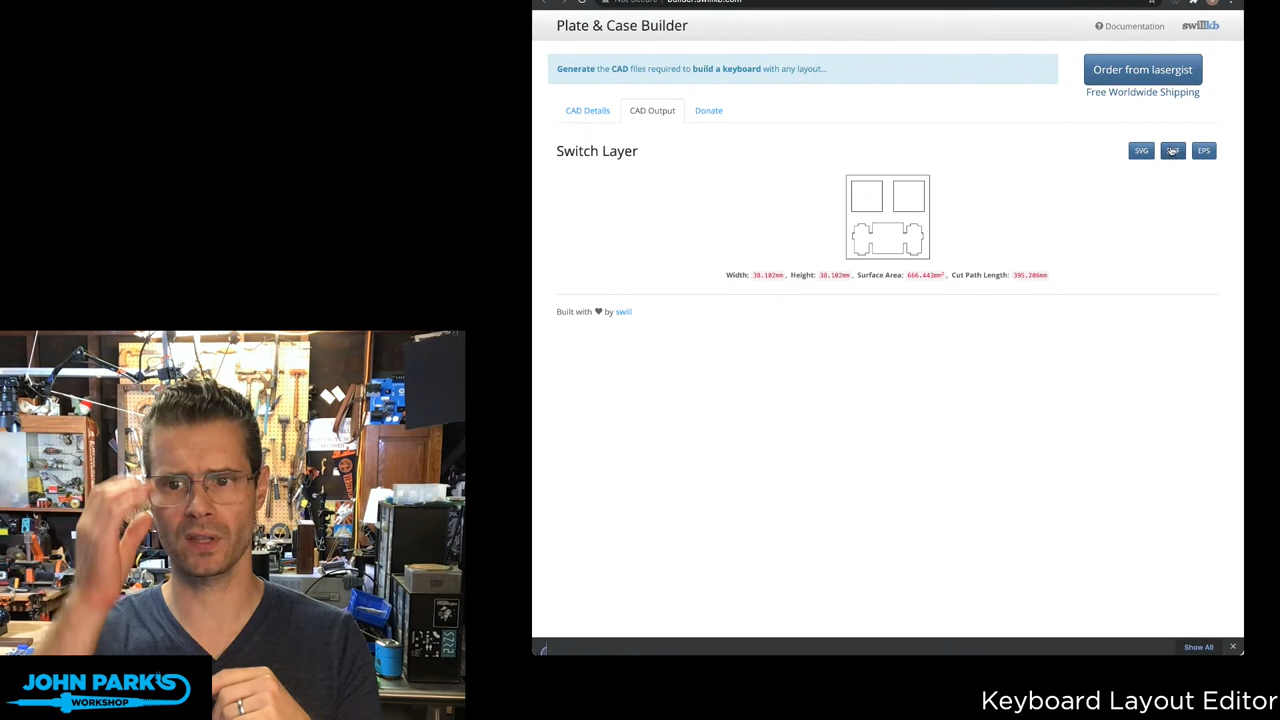 Plate & Case Builder
Documentation
swillkb
Generate the CAD files required to build a keyboard with any layout...
Order from lasergist
Free Worldwide Shipping
CAD Details
CAD Output
Donate
Switch Layer
SVG
EPS
Width: 38.102mm, Height: 38.102mm, Surface Area: 666.443mm², Cut Path Length: 395.206mm
Built with ♥ by swill
Show All
JOHN PARK'S
WORKSHOP
Keyboard Layout Editor